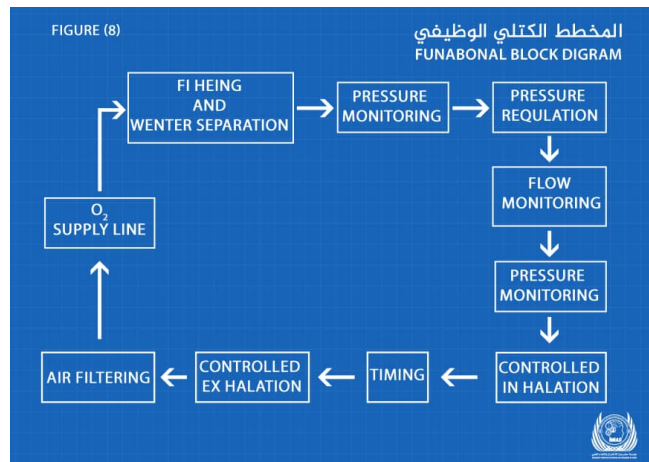 FIGURE (8)
المخطط الكتلي الوظيفي
FUNABONAL BLOCK DIGRAM
FI HEING
AND
WENTER SEPARATION
PRESSURE
MONITORING
PRESSURE
REQULATION
FLOW
MONITORING
PRESSURE
MONITORING
CONTROLLED
IN HALATION
TIMING
CONTROLLED
EX HALATION
AIR FILTERING
O₂
SUPPLY LINE